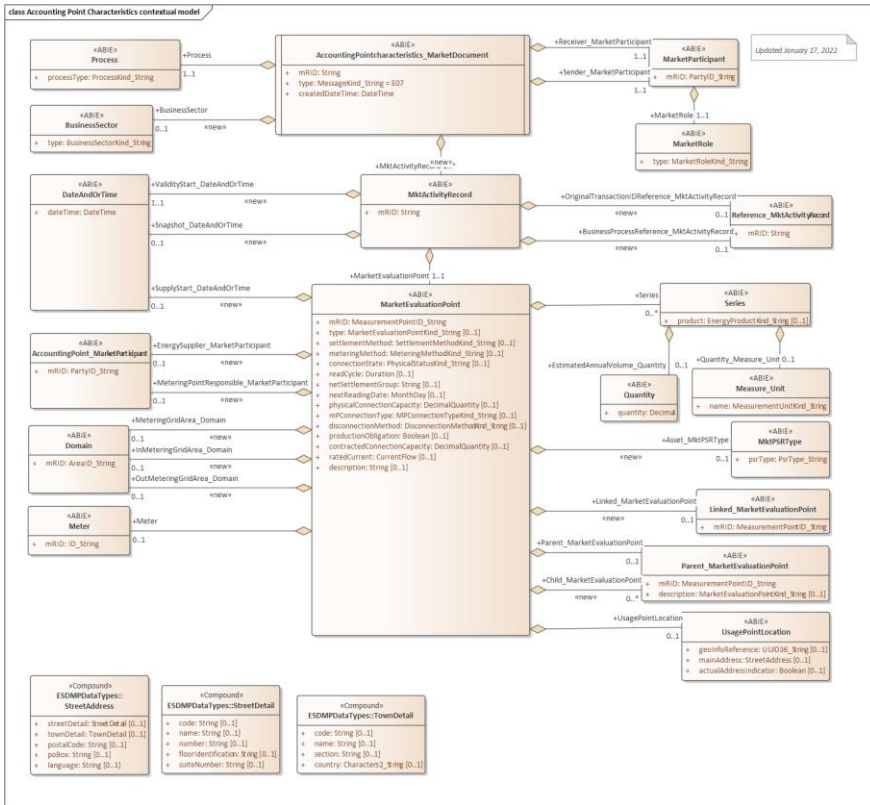 class Accounting Point Characteristics contextual model
Updated January 17, 2022
«ABIE»
Process
+ processType: ProcessKind_String
+Process
1..1
«ABIE»
AccountingPointcharacteristics_MarketDocument
+ mRID: String
+ type: MessageKind_String = E07
+ createdDateTime: DateTime
+Receiver_MarketParticipant
1..1
+Sender_MarketParticipant
1..1
«ABIE»
MarketParticipant
+ mRID: PartyID_String
+MarketRole 1..1
«ABIE»
MarketRole
+ type: MarketRoleKind_String
«ABIE»
BusinessSector
+ type: BusinessSectorKind_String
+BusinessSector
0..1
«new»
+MktActivityRecord
«new»
«ABIE»
DateAndOrTime
+ dateTime: DateTime
+ValidityStart_DateAndOrTime
1..1
«new»
+Snapshot_DateAndOrTime
0..1
«new»
+SupplyStart_DateAndOrTime
0..1
«new»
«ABIE»
MktActivityRecord
+ mRID: String
+OriginalTransactionIDReference_MktActivityRecord
«new»
0..1
+BusinessProcessReference_MktActivityRecord
«new»
0..1
«ABIE»
Reference_MktActivityRecord
+ mRID: String
+MarketEvaluationPoint 1..1
«ABIE»
MarketEvaluationPoint
+ mRID: MeasurementPointID_String
+ type: MarketEvaluationPointKind_String [0..1]
+ settlementMethod: SettlementMethodKind_String [0..1]
+ meteringMethod: MeteringMethodKind_String [0..1]
+ connectionState: PhysicalStatusKind_String [0..1]
+ readCycle: Duration [0..1]
+ netSettlementGroup: String [0..1]
+ nextReadingDate: MonthDay [0..1]
+ physicalConnectionCapacity: DecimalQuantity [0..1]
+ mPConnectionType: MPConnectionTypeKind_String [0..1]
+ disconnectionMethod: DisconnectionMethodKind_String [0..1]
+ productionObligation: Boolean [0..1]
+ contractedConnectionCapacity: DecimalQuantity [0..1]
+ ratedCurrent: CurrentFlow [0..1]
+ description: String [0..1]
+Series
0..*
«ABIE»
Series
+ product: EnergyProductKind_String [0..1]
+EstimatedAnnualVolume_Quantity
0..1
+Quantity_Measure_Unit 0..1
«ABIE»
Quantity
+ quantity: Decimal
«ABIE»
Measure_Unit
+ name: MeasurementUnitKind_String
«ABIE»
AccountingPoint_MarketParticipant
+ mRID: PartyID_String
+EnergySupplier_MarketParticipant
0..1
«new»
+MeteringPointResponsible_MarketParticipant
0..1
«new»
«ABIE»
Domain
+ mRID: AreaID_String
+MeteringGridArea_Domain
0..1
«new»
+InMeteringGridArea_Domain
0..1
«new»
+OutMeteringGridArea_Domain
0..1
«new»
+Asset_MktPSRType
«new»
0..1
«ABIE»
MktPSRType
+ psrType: PsrType_String
+Linked_MarketEvaluationPoint
«new»
0..1
«ABIE»
Linked_MarketEvaluationPoint
+ mRID: MeasurementPointID_String
«ABIE»
Meter
+ mRID: ID_String
+Meter
0..1
+Parent_MarketEvaluationPoint
0..1
+Child_MarketEvaluationPoint
«new»
0..*
«ABIE»
Parent_MarketEvaluationPoint
+ mRID: MeasurementPointID_String
+ description: MarketEvaluationPointKind_String [0..1]
+UsagePointLocation
0..1
«ABIE»
UsagePointLocation
+ geoInfoReference: UUID36_String [0..1]
+ mainAddress: StreetAddress [0..1]
+ actualAddressIndicator: Boolean [0..1]
«Compound»
ESDMPDataTypes::
StreetAddress
+ streetDetail: StreetDetail [0..1]
+ townDetail: TownDetail [0..1]
+ postalCode: String [0..1]
+ poBox: String [0..1]
+ language: String [0..1]
«Compound»
ESDMPDataTypes::StreetDetail
+ code: String [0..1]
+ name: String [0..1]
+ number: String [0..1]
+ floorIdentification: String [0..1]
+ suiteNumber: String [0..1]
«Compound»
ESDMPDataTypes::TownDetail
+ code: String [0..1]
+ name: String [0..1]
+ section: String [0..1]
+ country: Characters2_String [0..1]